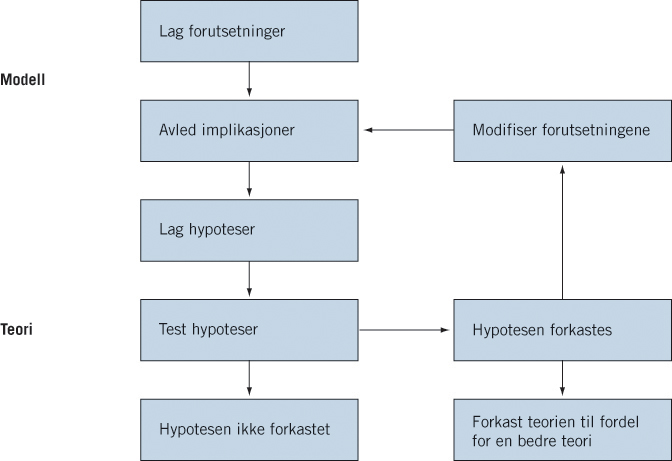 Lag forutsetninger
Modell
Avled implikasjoner
Modifiser forutsetningene
Lag hypoteser
Teori
Test hypoteser
Hypotesen forkastes
Hypotesen ikke forkastet
Forkast teorien til fordel
for en bedre teori